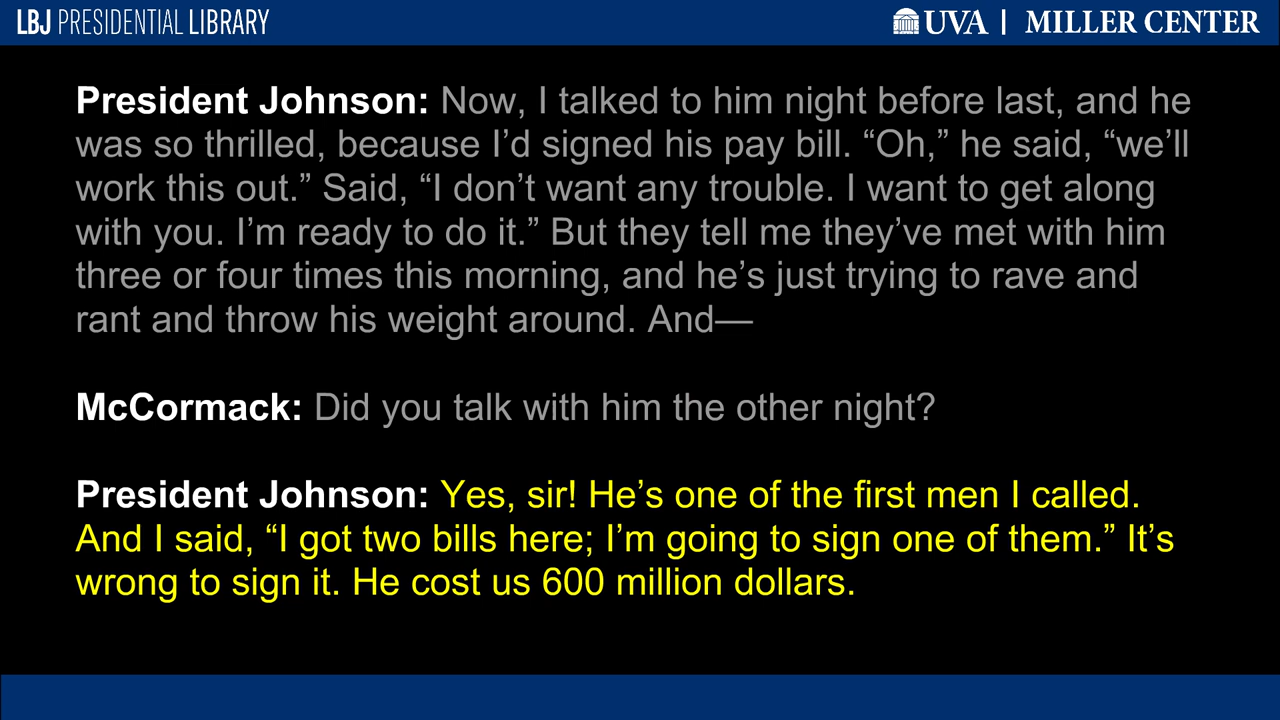 LBJ PRESIDENTIAL LIBRARY
UVA | MILLER CENTER
President Johnson: Now, I talked to him night before last, and he
was so thrilled, because I’d signed his pay bill. “Oh,” he said, “we’ll
work this out.” Said, “I don’t want any trouble. I want to get along
with you. I’m ready to do it.” But they tell me they’ve met with him
three or four times this morning, and he’s just trying to rave and
rant and throw his weight around. And—
McCormack: Did you talk with him the other night?
President Johnson: Yes, sir! He’s one of the first men I called.
And I said, “I got two bills here; I’m going to sign one of them.” It’s
wrong to sign it. He cost us 600 million dollars.